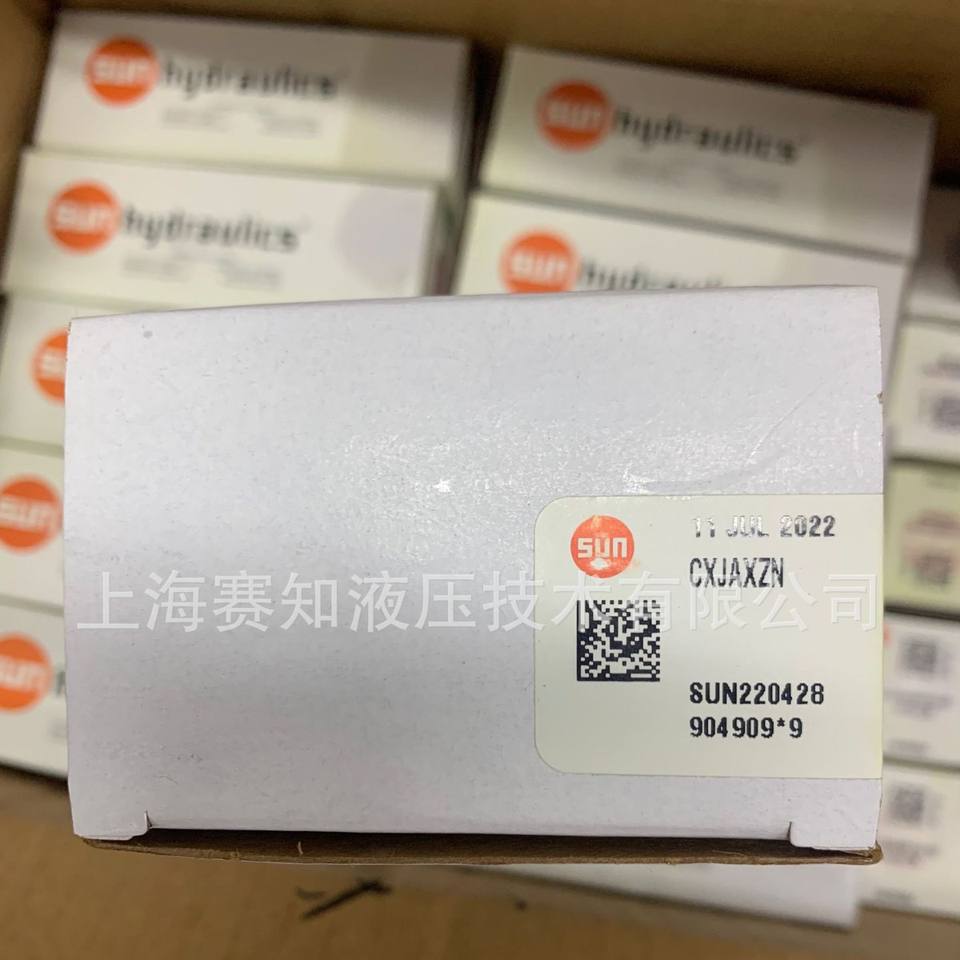 sun hydraulics
sun hydraulics
sun hydraulics
sun hydraulics
sun
sun
11 JUL 2022
CXJAXZN
上海赛知液压技术有限公司
SUN220428
904909*9